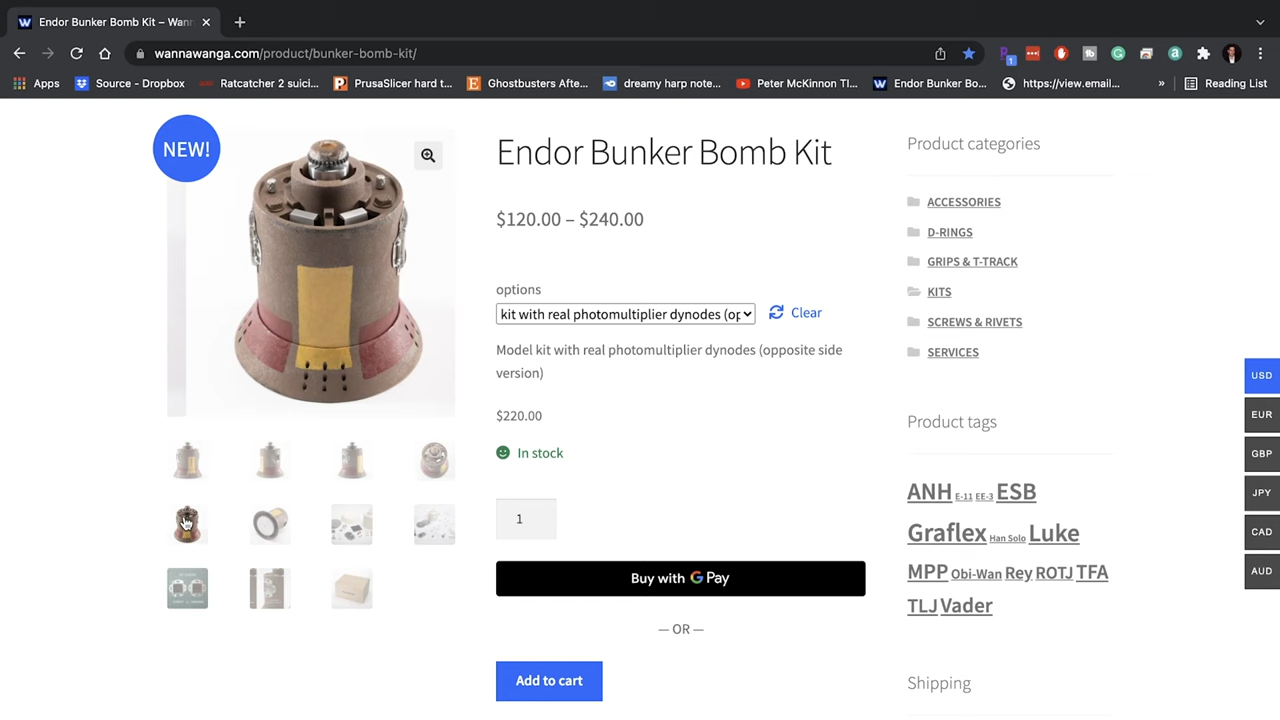 Endor Bunker Bomb Kit – Wann
wannawanga.com/product/bunker-bomb-kit/
1
Apps
Source - Dropbox
Ratcatcher 2 suici...
PrusaSlicer hard t...
Ghostbusters Afte...
dreamy harp note...
Peter McKinnon TI...
Endor Bunker Bo...
https://view.email...
»
Reading List
NEW!
Endor Bunker Bomb Kit
$120.00 – $240.00
options
kit with real photomultiplier dynodes (op
Clear
Model kit with real photomultiplier dynodes (opposite side
version)
$220.00
In stock
1
Buy with G Pay
— OR —
Add to cart
Product categories
ACCESSORIES
D-RINGS
GRIPS & T-TRACK
KITS
SCREWS & RIVETS
SERVICES
Product tags
ANH E-11 EE-3 ESB
Graflex Han Solo Luke
MPP Obi-Wan Rey ROTJ TFA
TLJ Vader
Shipping
USD
EUR
GBP
JPY
CAD
AUD